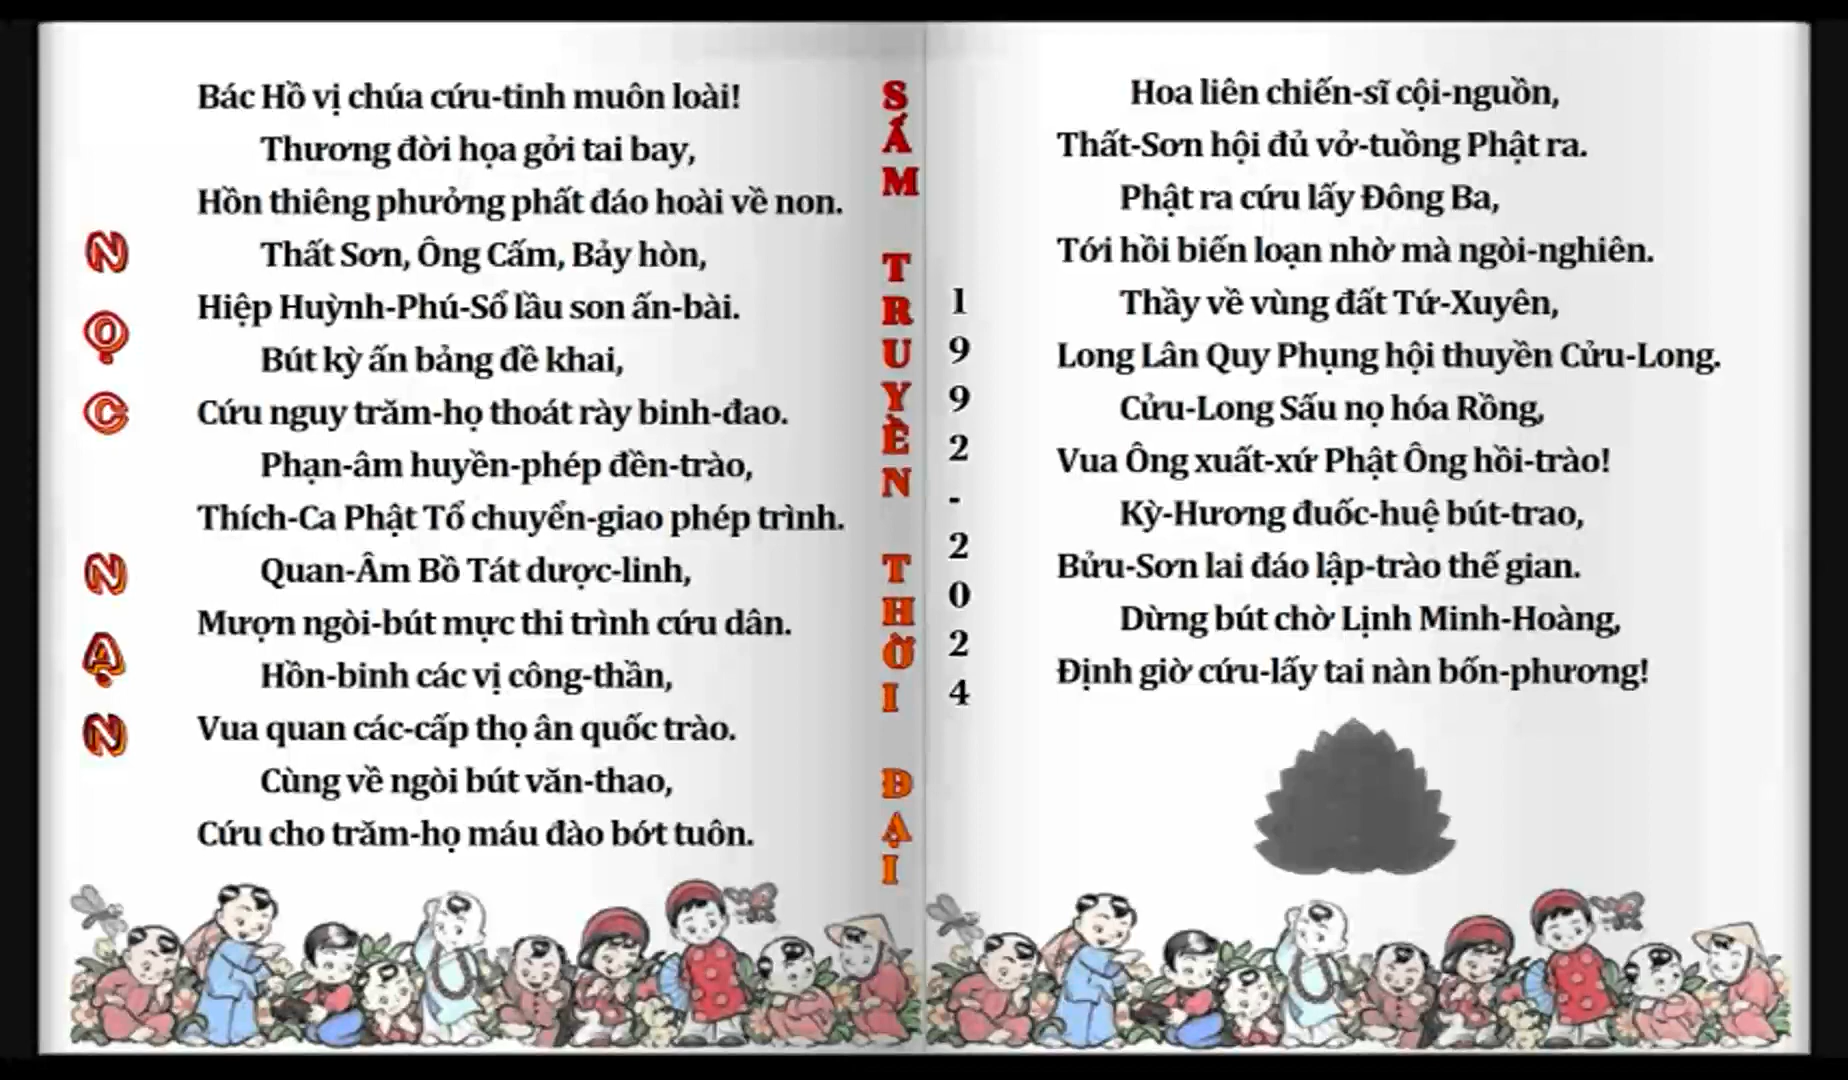 NỌC NẠN
Bác Hồ vị chúa cứu-tinh muôn loài!
Thương đời họa gởi tai bay,
Hồn thiêng phưởng phất đáo hoài về non.
Thất Sơn, Ông Cấm, Bảy hòn,
Hiệp Huỳnh-Phú-Sổ lầu son ấn-bài.
Bút kỳ ấn bảng đề khai,
Cứu nguy trăm-họ thoát rày binh-đao.
Phạn-âm huyền-phép đền-trào,
Thích-Ca Phật Tổ chuyển-giao phép trình.
Quan-Âm Bồ Tát dược-linh,
Mượn ngòi-bút mực thi trình cứu dân.
Hồn-binh các vị công-thần,
Vua quan các-cấp thọ ân quốc trào.
Cùng về ngòi bút văn-thao,
Cứu cho trăm-họ máu đào bớt tuôn.
SẤM TRUYỀN THỜI ĐẠI
1992-2024
Hoa liên chiến-sĩ cội-nguồn,
Thất-Sơn hội đủ vở-tuồng Phật ra.
Phật ra cứu lấy Đông Ba,
Tới hồi biến loạn nhờ mà ngòi-nghiên.
Thầy về vùng đất Tứ-Xuyên,
Long Lân Quy Phụng hội thuyền Cửu-Long.
Cửu-Long Sấu nọ hóa Rồng,
Vua Ông xuất-xứ Phật Ông hồi-trào!
Kỳ-Hương đuốc-huệ bút-trao,
Bửu-Sơn lai đáo lập-trào thế gian.
Dừng bút chờ Lịnh Minh-Hoàng,
Định giờ cứu-lấy tai nàn bốn-phương!